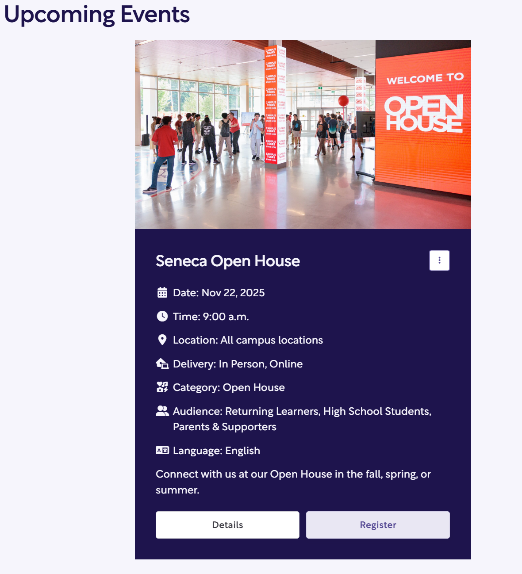 Upcoming Events
WELCOME TO
OPEN
HOUSE
Seneca Open House
Date: Nov 22, 2025
Time: 9:00 a.m.
Location: All campus locations
Delivery: In Person, Online
Category: Open House
Audience: Returning Learners, High School Students,
Parents & Supporters
Language: English
Connect with us at our Open House in the fall, spring, or
summer.
Details
Register